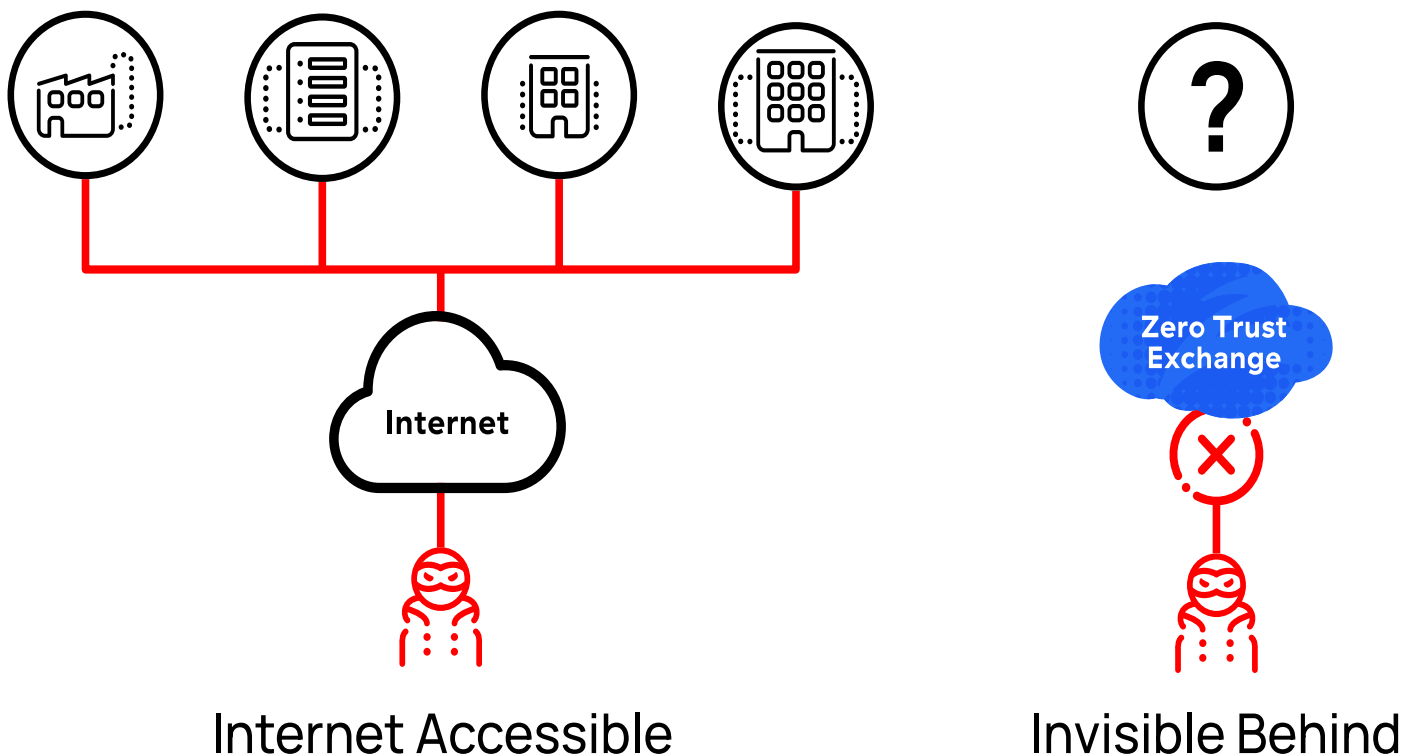 ?
Internet
Zero Trust
Exchange
Internet Accessible
Invisible Behind